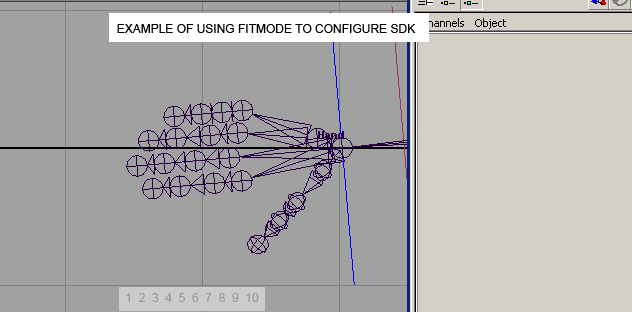 EXAMPLE OF USING FITMODE TO CONFIGURE SDK
hannels Object
Hand
1 2 3 4 5 6 7 8 9 10